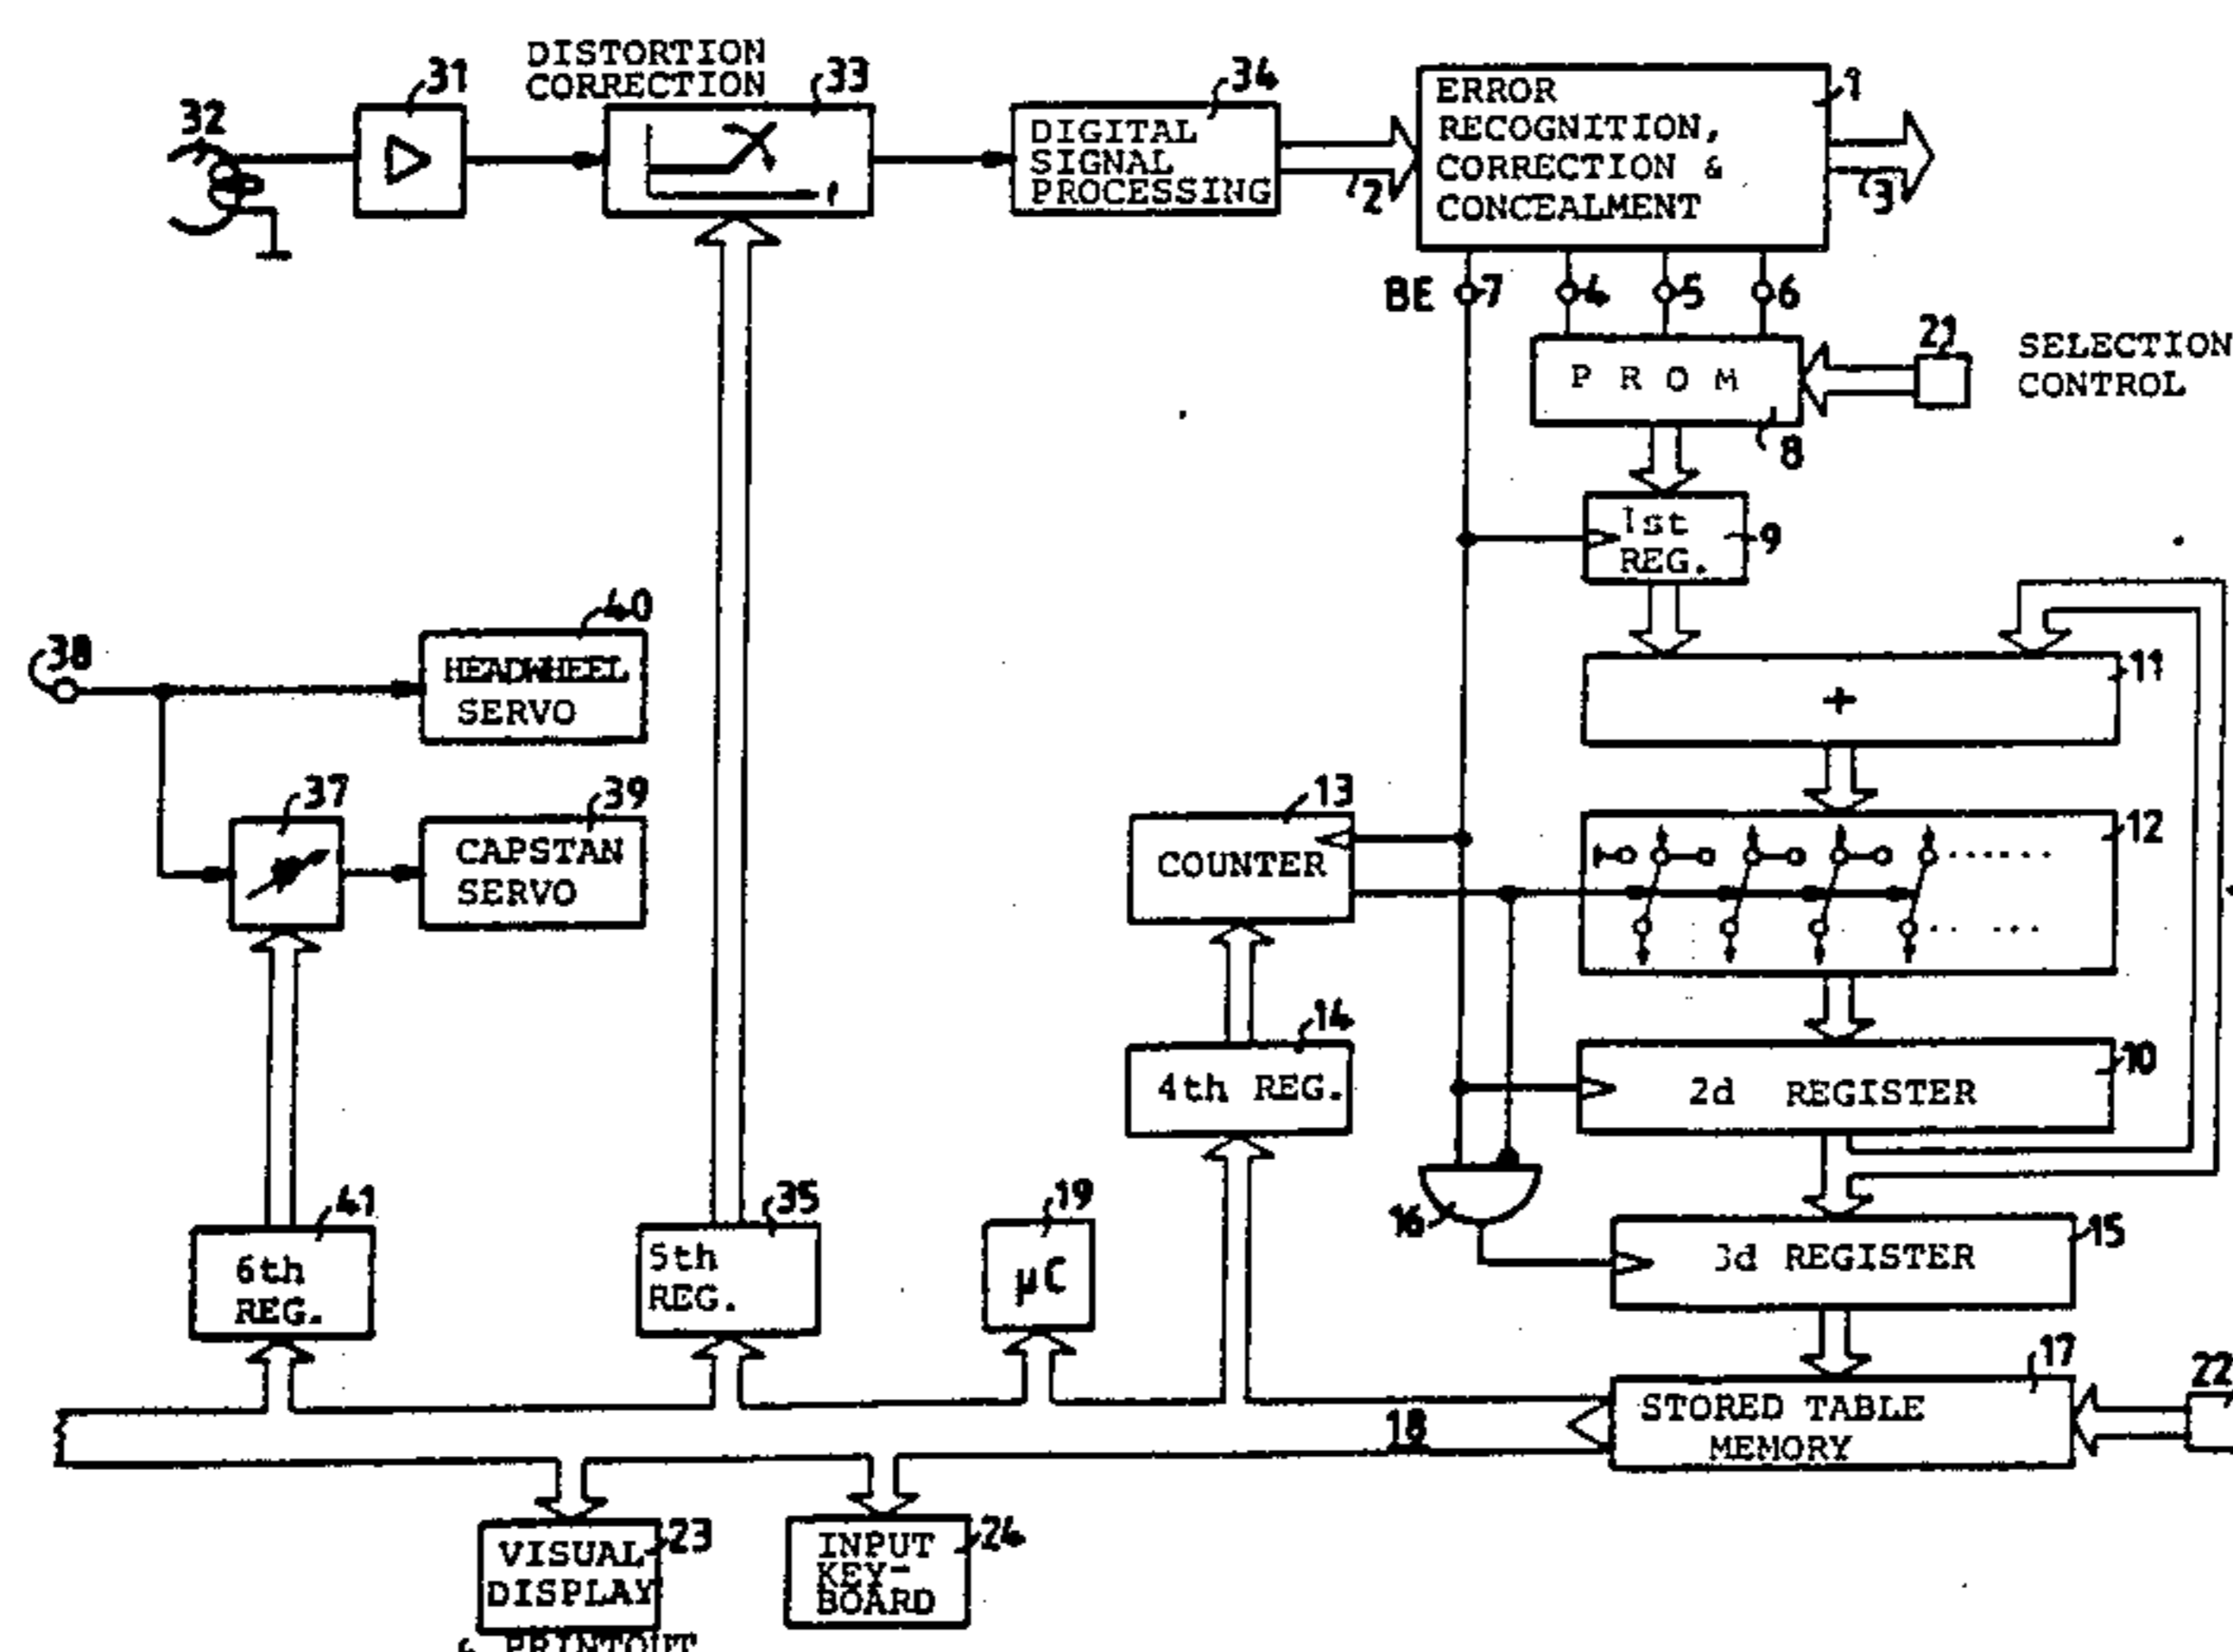 DISTORTION
CORRECTION
31
33
34
1
32
DIGITAL
SIGNAL
PROCESSING
ERROR
RECOGNITION,
CORRECTION &
CONCEALMENT
2
3
BE
7
4
5
6
21
SELECTION
CONTROL
P R O M
8
1st
REG.
9
40
38
HEADWHEEL
SERVO
11
+
37
39
13
12
CAPSTAN
SERVO
COUNTER
14
10
4th REG.
2d REGISTER
41
35
19
16
15
6th
REG.
5th
REG.
µC
3d REGISTER
17
22
18
STORED TABLE
MEMORY
23
24
VISUAL
DISPLAY
& PRINTOUT
INPUT
KEY-
BOARD